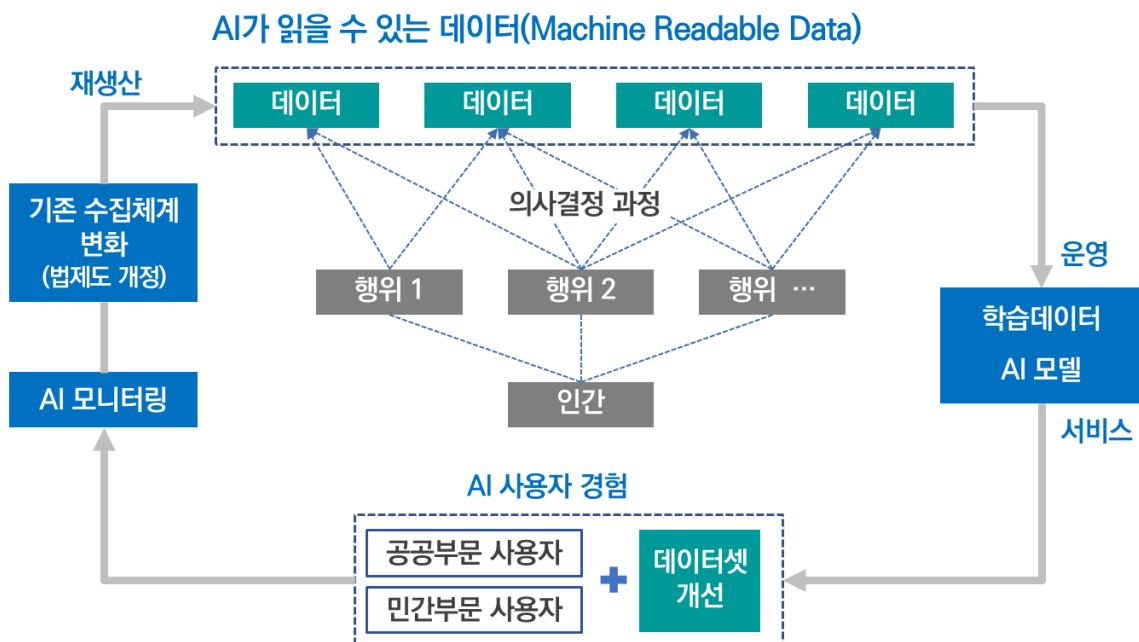 AI가 읽을 수 있는 데이터(Machine Readable Data)
재생산
데이터 데이터 데이터 데이터
의사결정 과정
기존 수집체계
변화
(법제도 개정)
행위 1 행위 2 행위 …
운영
학습데이터
AI 모델
AI 모니터링
인간
서비스
AI 사용자 경험
공공부문 사용자
민간부문 사용자
+
데이터셋
개선